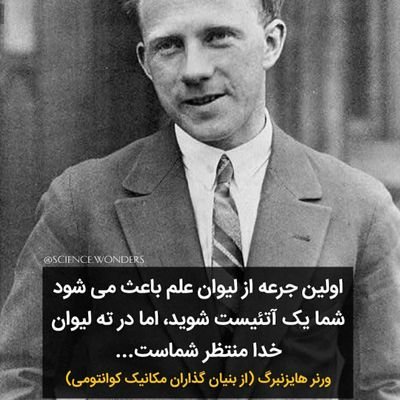 @SCIENCE.WONDERS
اولین جرعه از لیوان علم باعث می شود
شما یک آتئیست شوید، اما در ته لیوان
خدا منتظر شماست...
ورنر هایزنبرگ (از بنیان گذاران مکانیک کوانتومی)